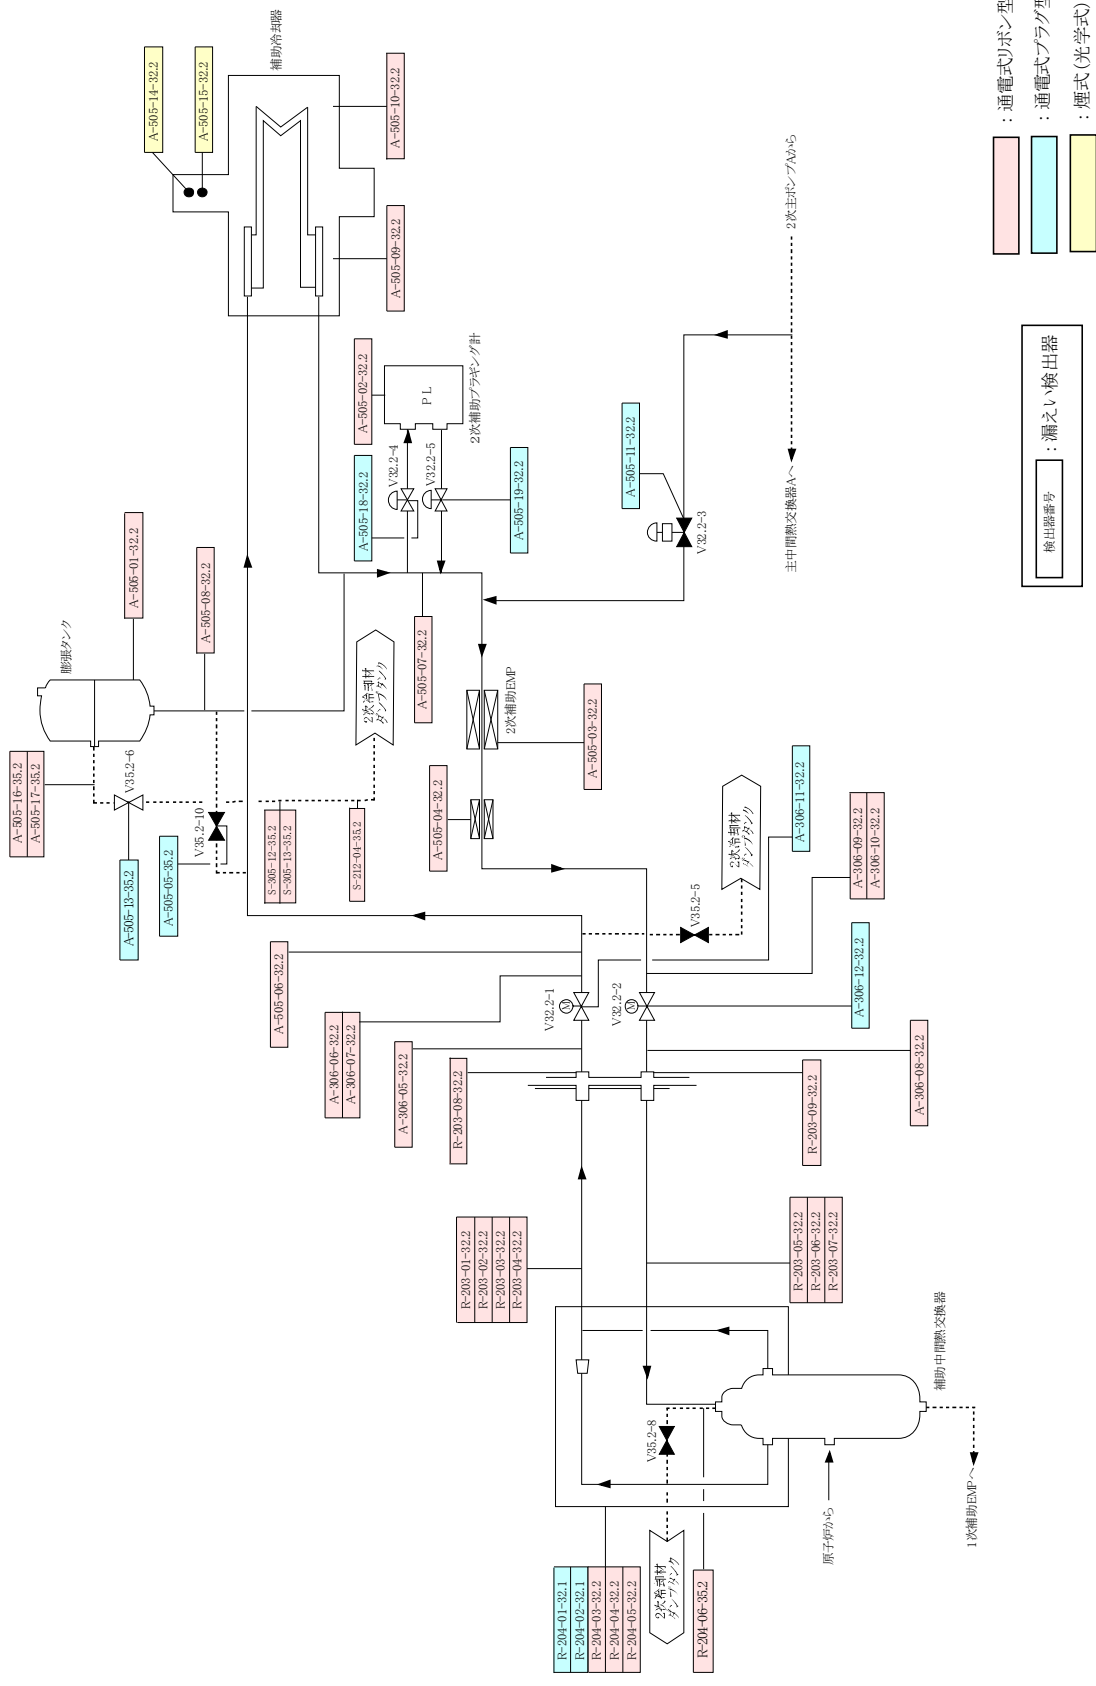 補助冷却器
A-505-14-32.2
A-505-15-32.2
A-505-10-32.2
A-505-09-32.2
A-505-02-32.2
PL
2次補助プラギング計
V32.2-4
V32.2-5
A-505-18-32.2
A-505-19-32.2
A-505-11-32.2
V32.2-3
2次主ポンプAから
主中間熱交換器Aへ
A-505-01-32.2
A-505-08-32.2
膨張タンク
A-505-16-35.2
A-505-17-35.2
V35.2-6
V35.2-10
A-505-13-35.2
A-505-05-35.2
S-305-12-35.2
S-305-13-35.2
S-212-04-35.2
2次冷却材
ダンプタンク
A-505-07-32.2
2次補助EMP
A-505-03-32.2
A-505-04-32.2
2次冷却材
ダンプタンク
V35.2-5
A-306-11-32.2
A-306-09-32.2
A-306-10-32.2
A-306-12-32.2
A-505-06-32.2
A-306-06-32.2
A-306-07-32.2
A-306-05-32.2
R-203-08-32.2
V32.2-1
V32.2-2
M
M
A-306-08-32.2
R-203-09-32.2
R-203-01-32.2
R-203-02-32.2
R-203-03-32.2
R-203-04-32.2
R-203-05-32.2
R-203-06-32.2
R-203-07-32.2
補助中間熱交換器
V35.2-8
原子炉から
1次補助EMPへ
2次冷却材
ダンプタンク
R-204-01-32.1
R-204-02-32.1
R-204-03-32.2
R-204-04-32.2
R-204-05-32.2
R-204-06-35.2
検出器番号
：漏えい検出器
：通電式リボン型
：通電式プラグ型
：煙式(光学式)